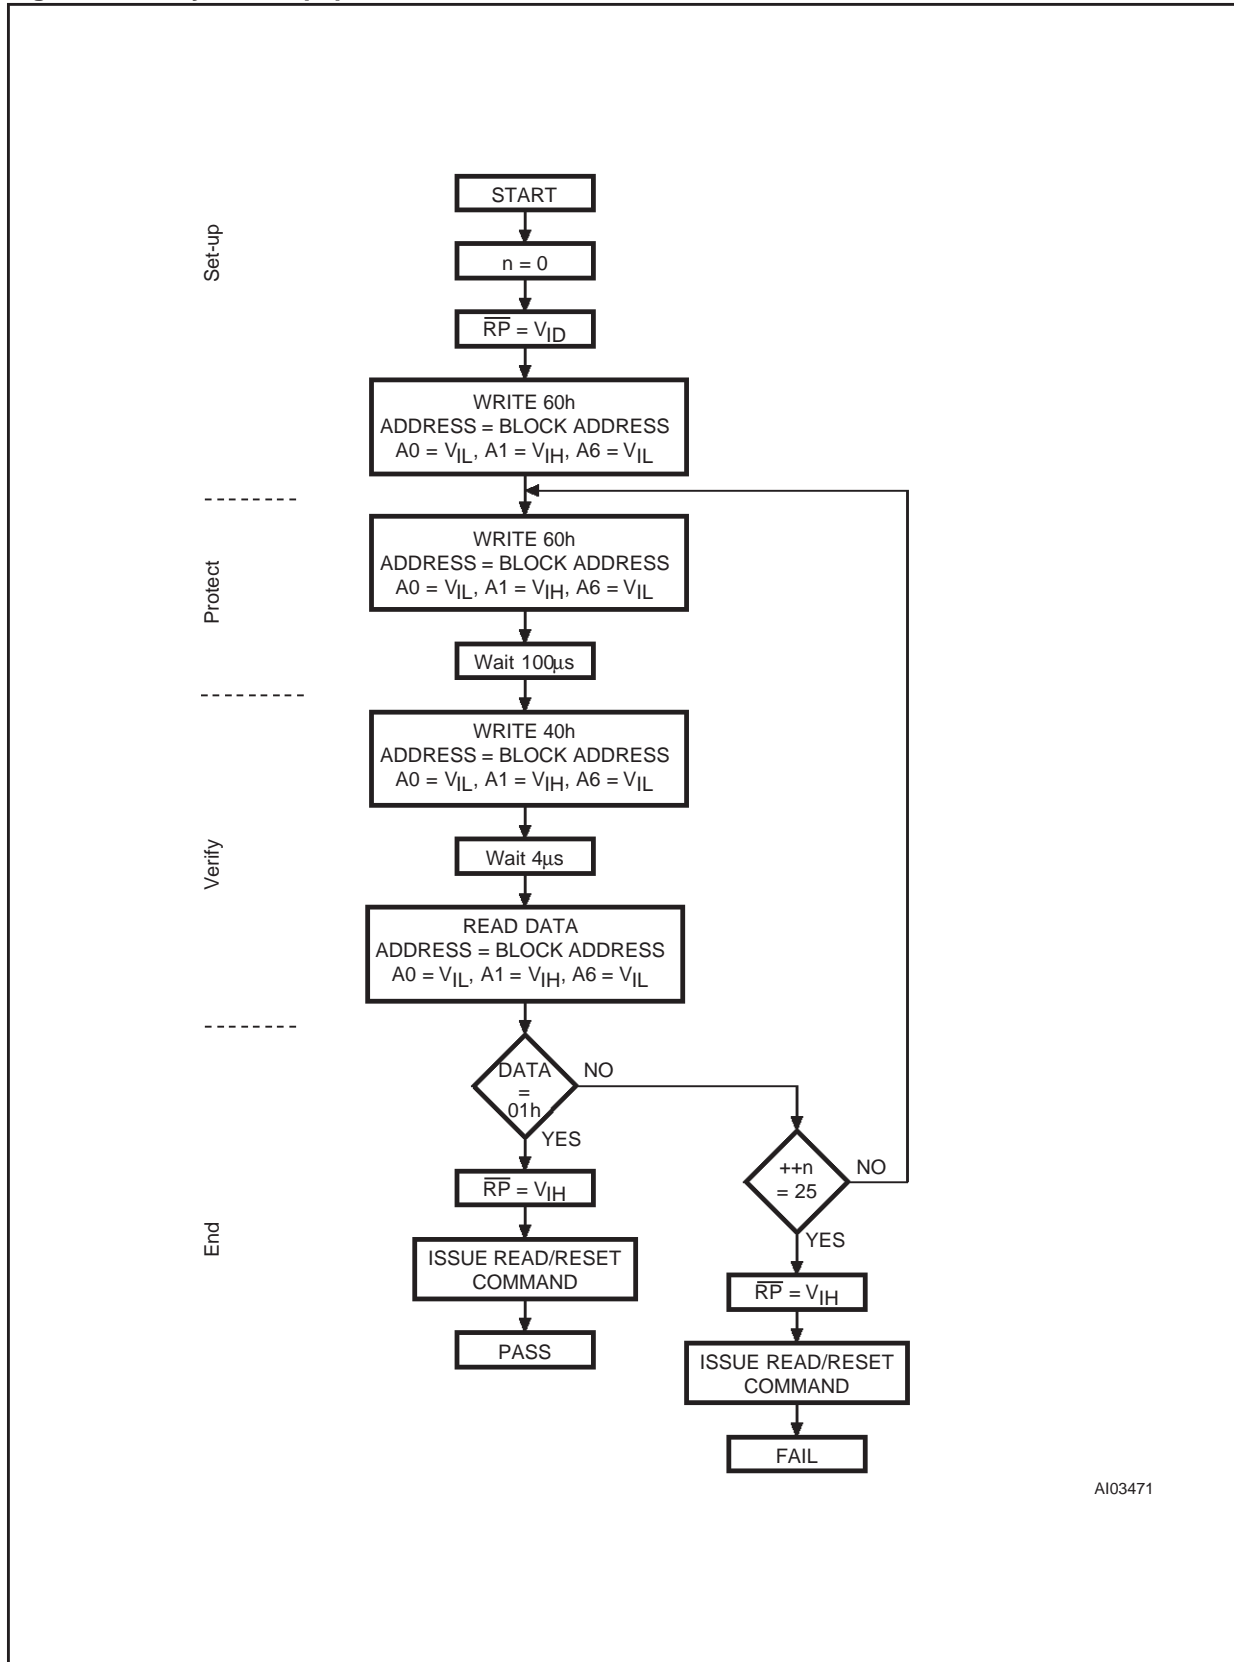 Set-up
START
n = 0
R̅P̅ = VID
WRITE 60h
ADDRESS = BLOCK ADDRESS
A0 = VIL, A1 = VIH, A6 = VIL
Protect
WRITE 60h
ADDRESS = BLOCK ADDRESS
A0 = VIL, A1 = VIH, A6 = VIL
Wait 100µs
Verify
WRITE 40h
ADDRESS = BLOCK ADDRESS
A0 = VIL, A1 = VIH, A6 = VIL
Wait 4µs
READ DATA
ADDRESS = BLOCK ADDRESS
A0 = VIL, A1 = VIH, A6 = VIL
End
DATA
=
01h
NO
YES
R̅P̅ = VIH
ISSUE READ/RESET
COMMAND
PASS
++n
= 25
NO
YES
R̅P̅ = VIH
ISSUE READ/RESET
COMMAND
FAIL
AI03471